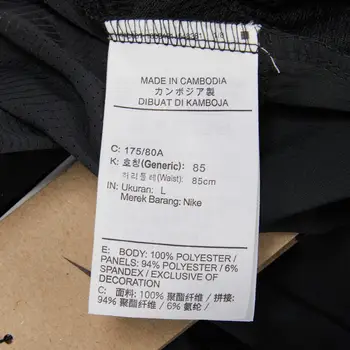 MADE IN CAMBODIA
カンボジア製
DIBUAT DI KAMBOJA
C: 175/80A
K: 호칭(Generic): 85
허리둘레(Waist): 85cm
IN: Ukuran: L
Merek Barang: Nike
E: BODY: 100% POLYESTER /
PANELS: 94% POLYESTER / 6%
SPANDEX / EXCLUSIVE OF
DECORATION
C: 面料: 100% 聚酯纤维 / 拼接:
94% 聚酯纤维 / 6% 氨纶 /